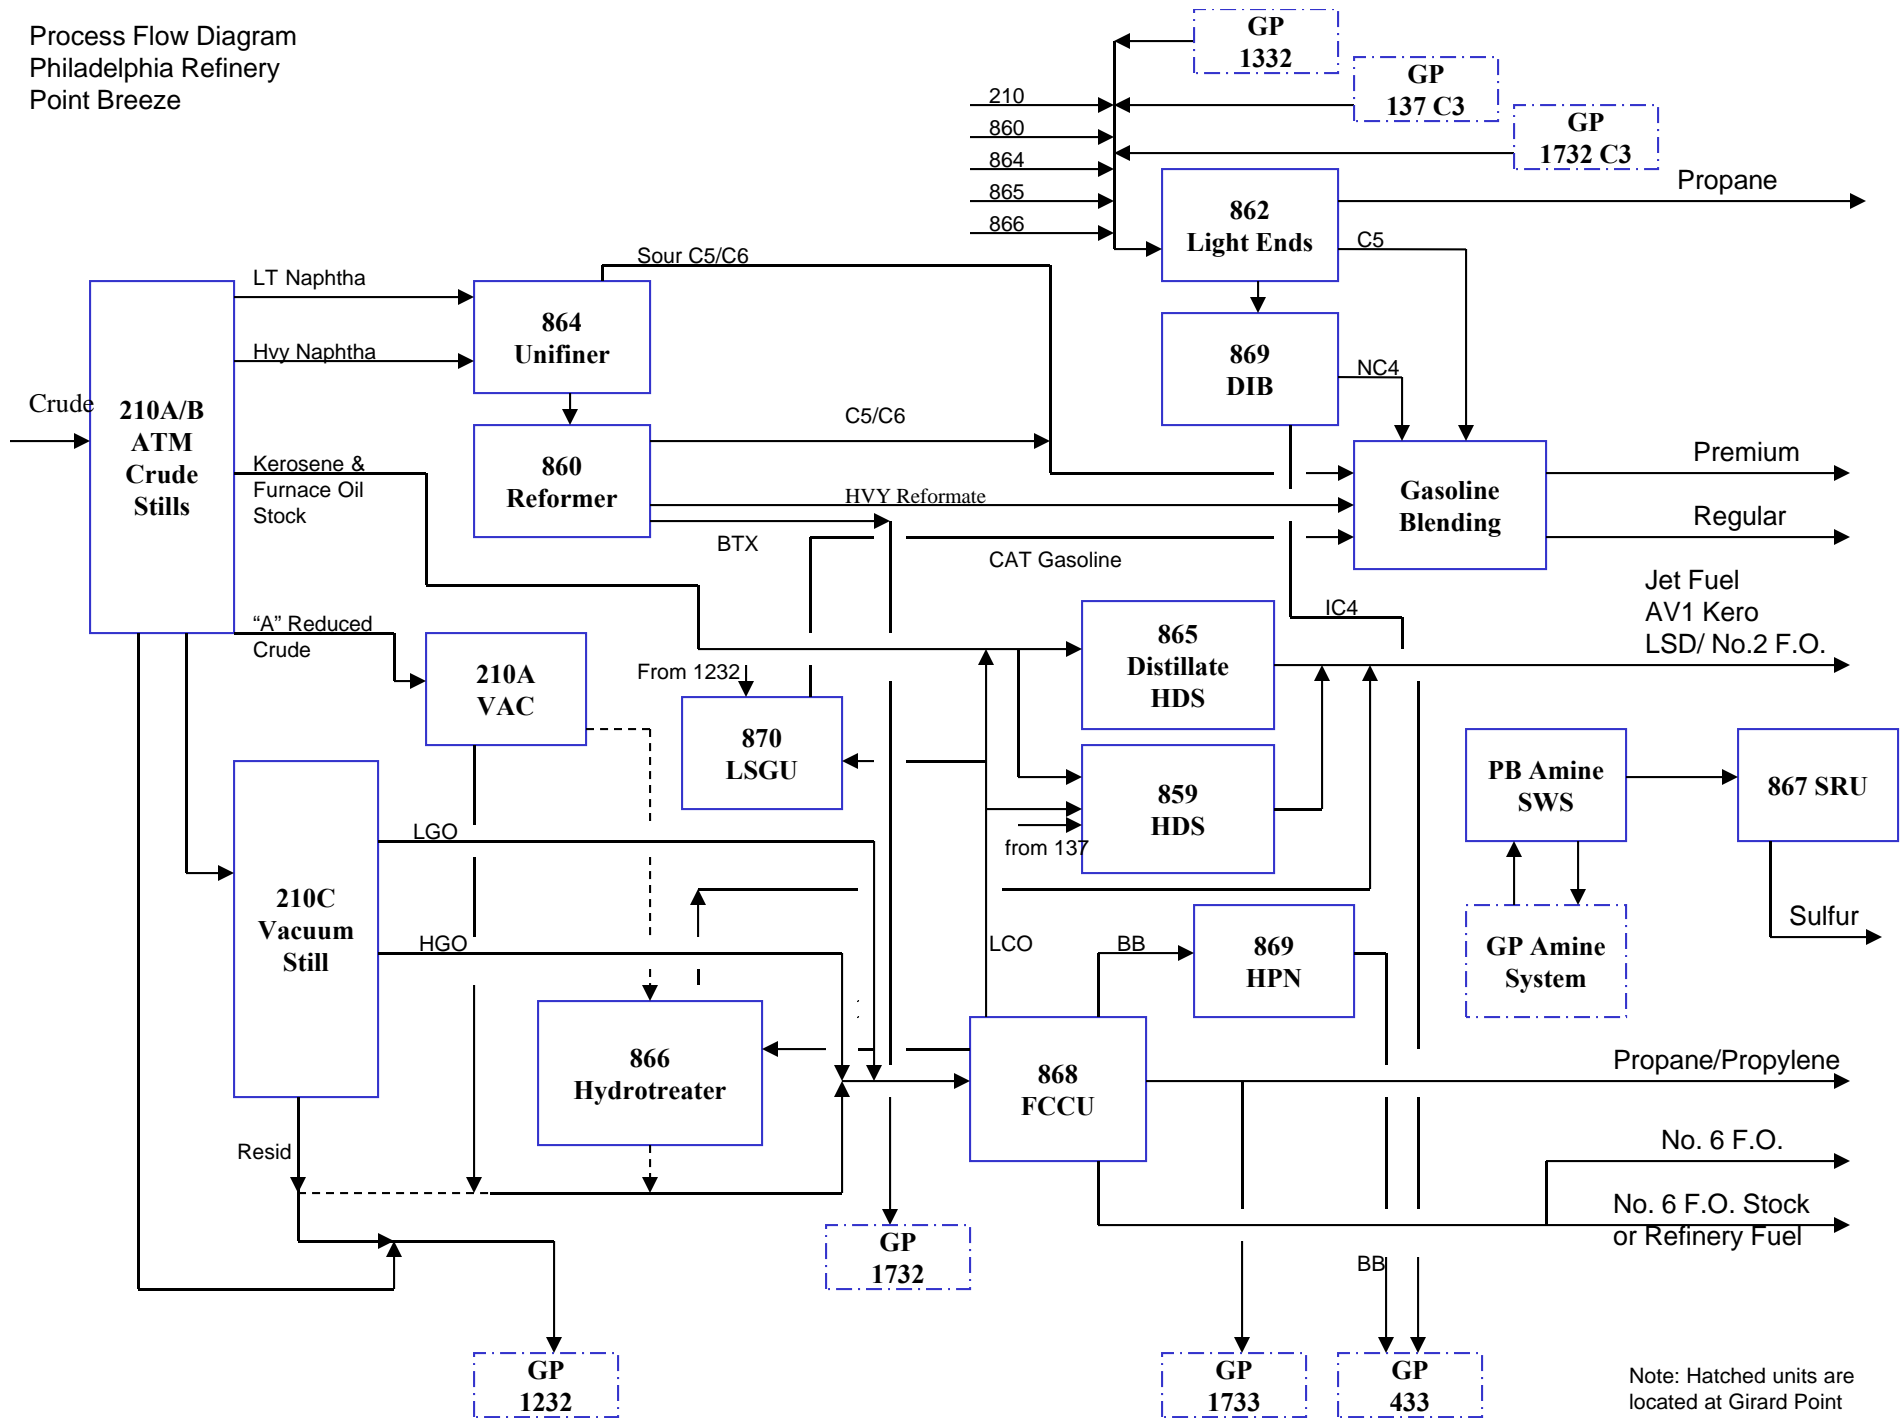 Process Flow Diagram
Philadelphia Refinery
Point Breeze
GP
1332
GP
137 C3
GP
1732 C3
210
860
864
865
866
862
Light Ends
Propane
C5
Sour C5/C6
LT Naphtha
864
Unifiner
Hvy Naphtha
869
DIB
NC4
Crude
210A/B
ATM
Crude
Stills
C5/C6
860
Reformer
Kerosene &
Furnace Oil
Stock
HVY Reformate
BTX
CAT Gasoline
Gasoline
Blending
Premium
Regular
Jet Fuel
AV1 Kero
LSD/ No.2 F.O.
IC4
"A" Reduced
Crude
210A
VAC
From 1232
870
LSGU
865
Distillate
HDS
859
HDS
from 137
PB Amine
SWS
867 SRU
LGO
210C
Vacuum
Still
HGO
LCO
BB
869
HPN
GP Amine
System
Sulfur
866
Hydrotreater
868
FCCU
Propane/Propylene
Resid
No. 6 F.O.
No. 6 F.O. Stock
or Refinery Fuel
GP
1732
BB
GP
1232
GP
1733
GP
433
Note: Hatched units are
located at Girard Point